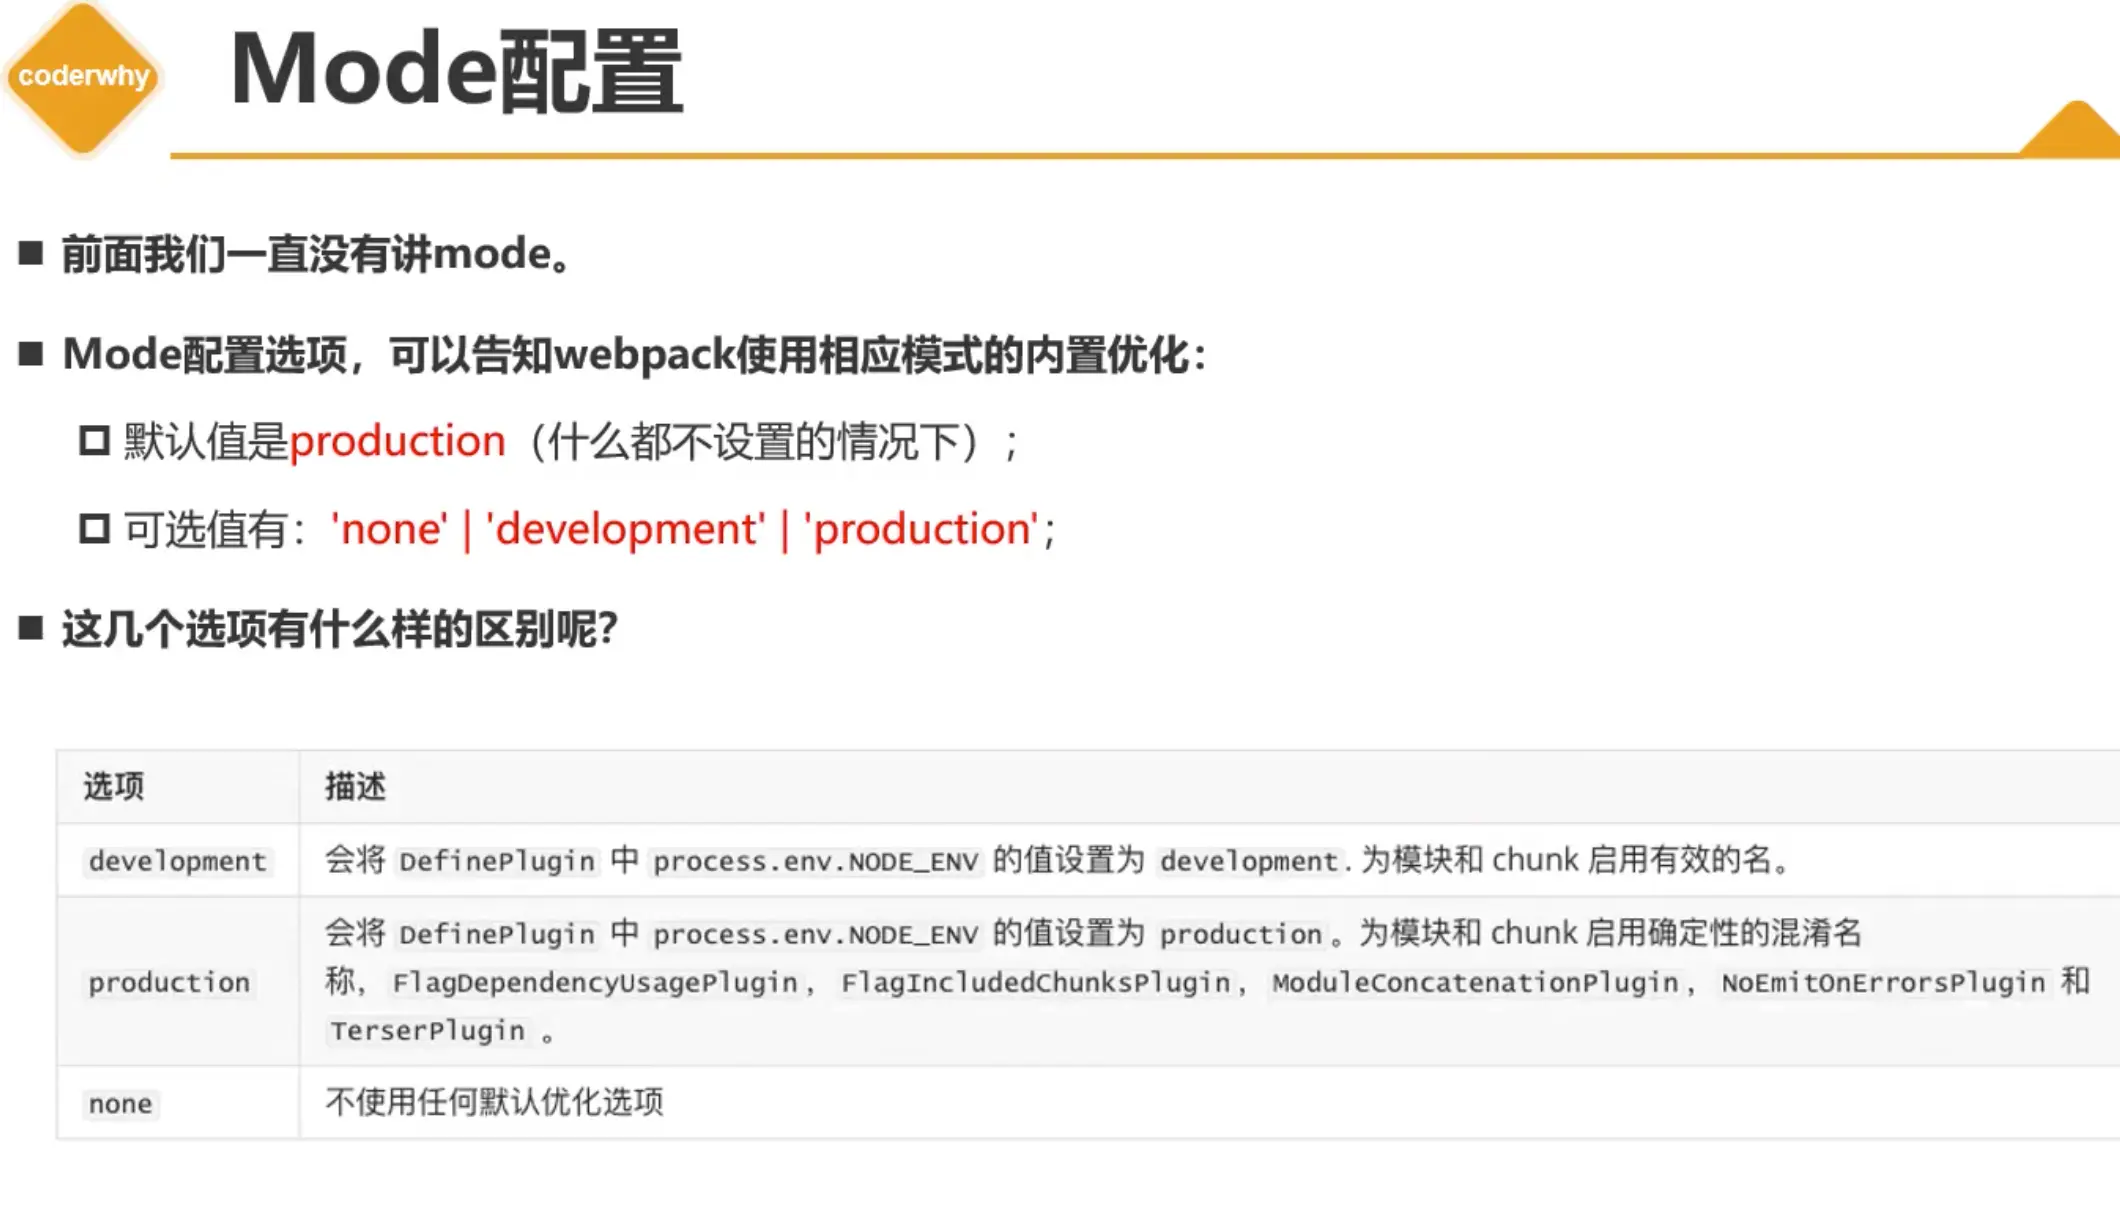 coderwhy
Mode配置
前面我们一直没有讲mode。
Mode配置选项，可以告知webpack使用相应模式的内置优化：
默认值是production（什么都不设置的情况下）；
可选值有：'none' | 'development' | 'production'；
这几个选项有什么样的区别呢？
选项 描述
development 会将 DefinePlugin 中 process.env.NODE_ENV 的值设置为 development. 为模块和 chunk 启用有效的名。
会将 DefinePlugin 中 process.env.NODE_ENV 的值设置为 production。为模块和 chunk 启用确定性的混淆名
production 称，FlagDependencyUsagePlugin，FlagIncludedChunksPlugin，ModuleConcatenationPlugin，NoEmitOnErrorsPlugin 和
TerserPlugin 。
none 不使用任何默认优化选项